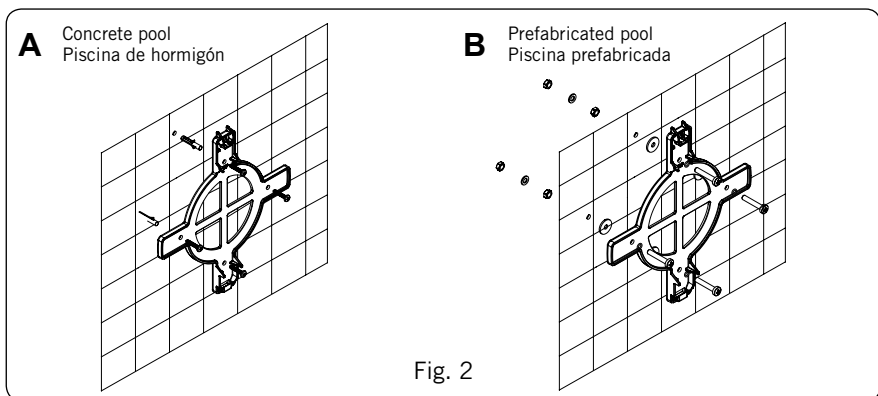 A
Concrete pool
Piscina de hormigón
B
Prefabricated pool
Piscina prefabricada
Fig. 2